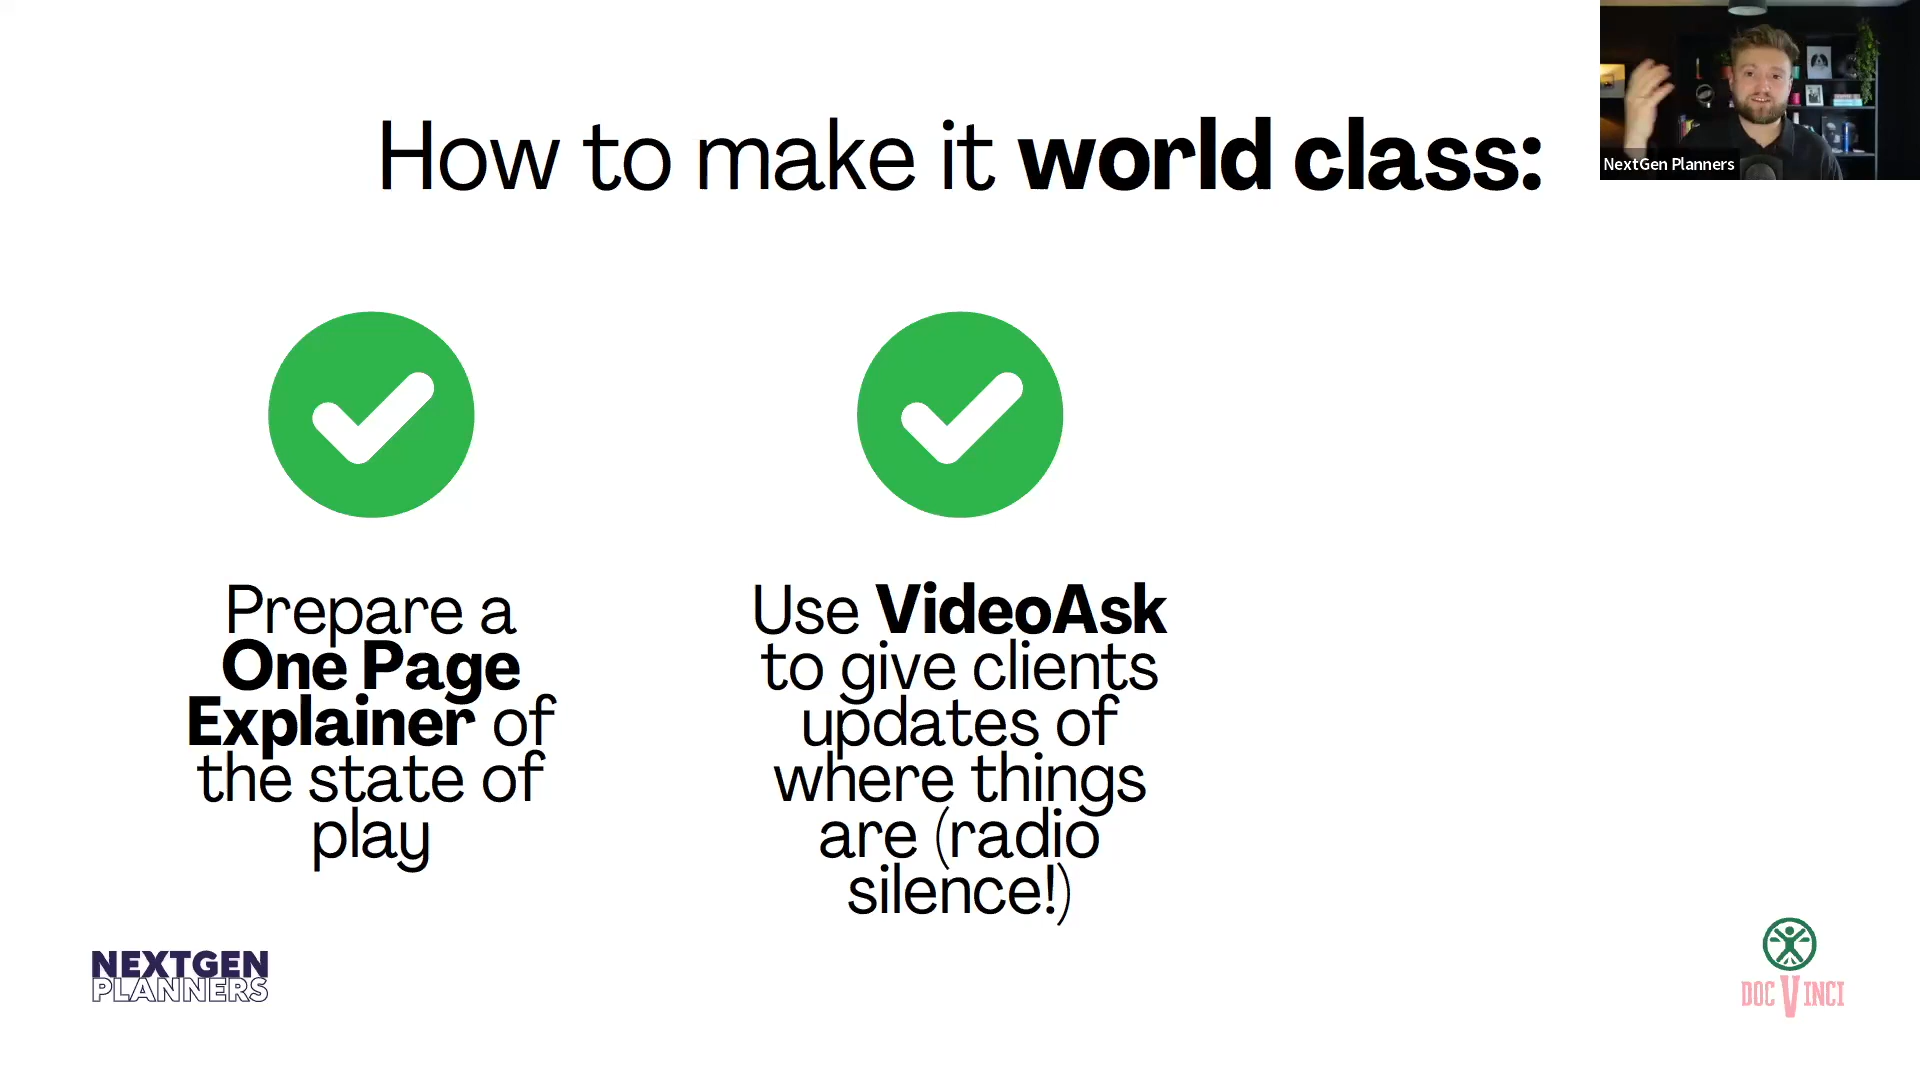 How to make it world class:
NextGen Planners
Prepare a
One Page
Explainer of
the state of
play
Use VideoAsk
to give clients
updates of
where things
are (radio
silence!)
NEXTGEN
PLANNERS
DOC VINCI